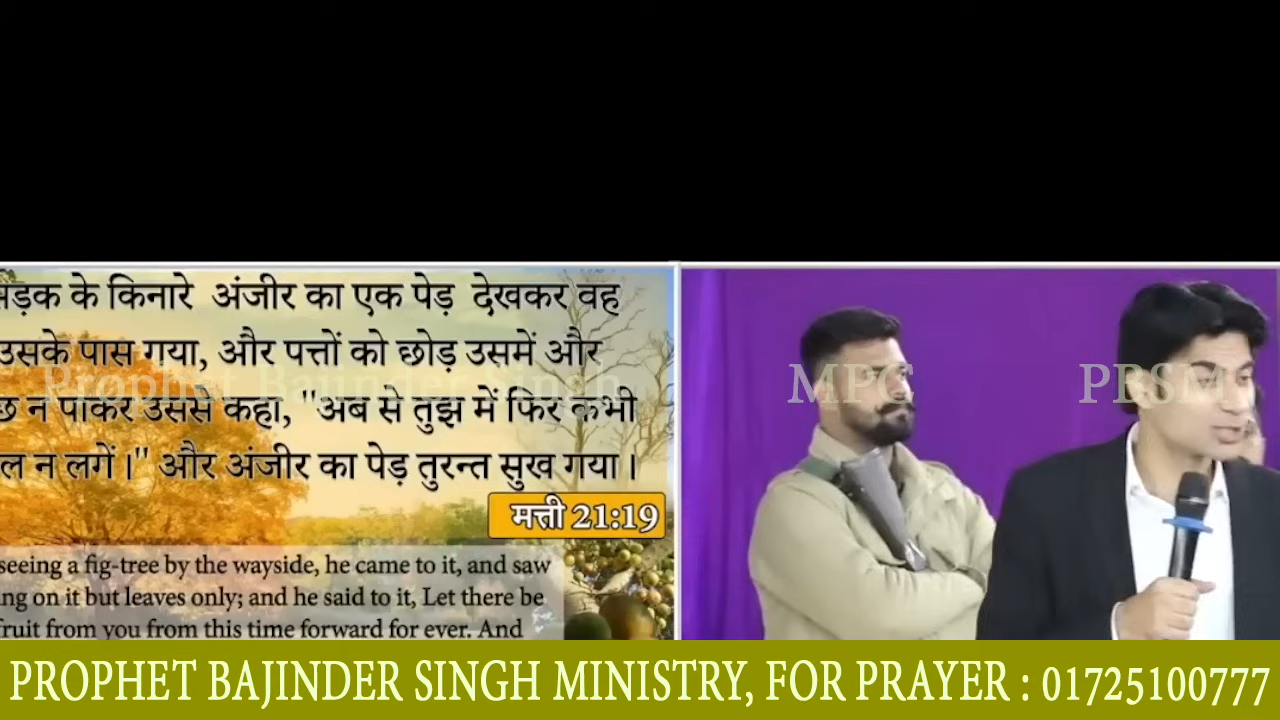 सड़क के किनारे अंजीर का एक पेड़ देखकर वह
उसके पास गया, और पत्तों को छोड़ उसमें और
न पाकर उससे कहा, "अब से तुझ में फिर कभी
न लगें।" और अंजीर का पेड़ तुरन्त सुख गया।
मत्ती 21:19
seeing a fig-tree by the wayside, he came to it, and saw
on it but leaves only; and he said to it, Let there be
fruit from you from this time forward for ever. And
Prophet Bajinder Singh
MPC
PBSM
PROPHET BAJINDER SINGH MINISTRY, FOR PRAYER : 01725100777